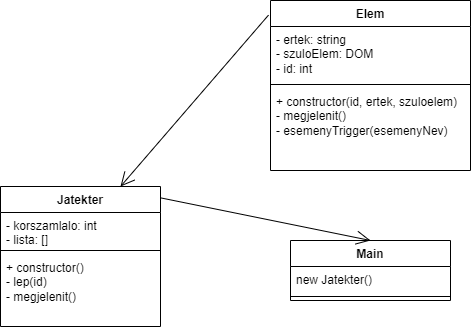 Elem
- ertek: string
- szuloElem: DOM
- id: int
+ constructor(id, ertek, szuloelem)
- megjelenit()
- esemenyTrigger(esemenyNev)
Jatekter
- korszamlalo: int
- lista: []
+ constructor()
- lep(id)
- megjelenit()
Main
new Jatekter()